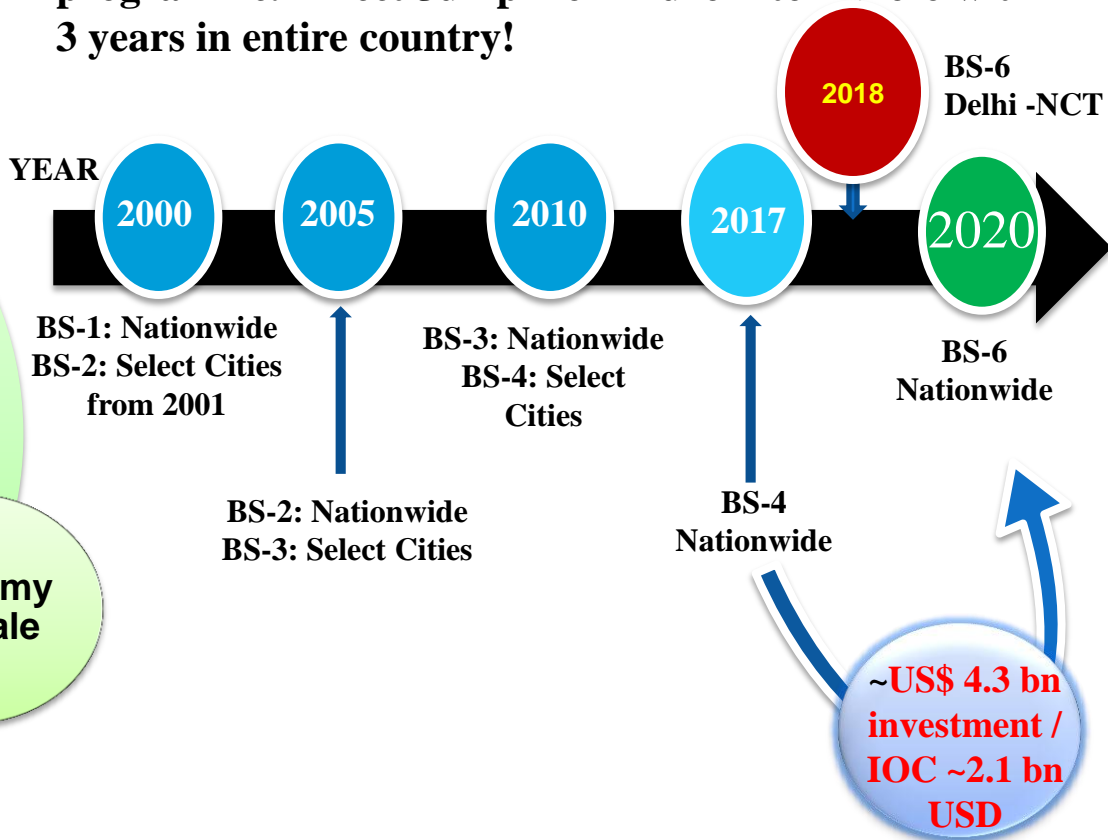 3 years in entire country!
2018
BS-6
Delhi -NCT
YEAR
2000
2005
2010
2017
2020
BS-1: Nationwide
BS-2: Select Cities
from 2001
BS-3: Nationwide
BS-4: Select
Cities
BS-6
Nationwide
BS-2: Nationwide
BS-3: Select Cities
BS-4
Nationwide
~US$ 4.3 bn
investment /
IOC ~2.1 bn
USD